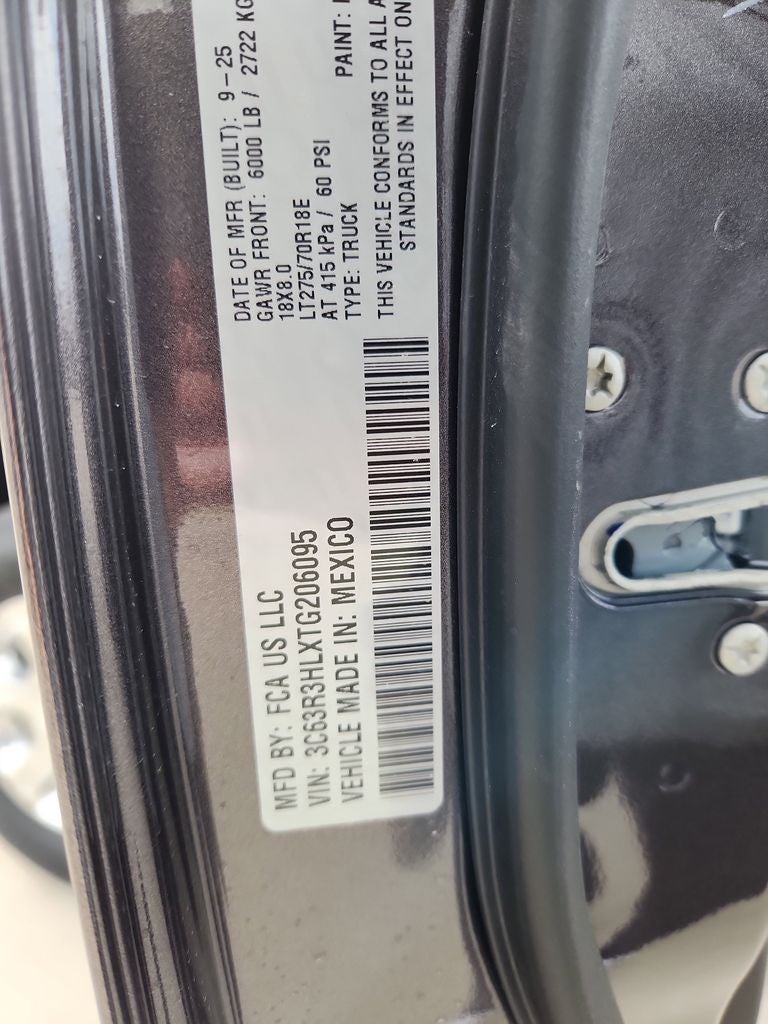 MFD BY: FCA US LLC
VIN: 3C63R3HLXTG206095
VEHICLE MADE IN: MEXICO
DATE OF MFR (BUILT): 9-25
GAWR FRONT: 6000 LB / 2722 KG
18X8.0
LT275/70R18E
AT 415 kPa / 60 PSI
TYPE: TRUCK PAINT:
THIS VEHICLE CONFORMS TO ALL A
STANDARDS IN EFFECT ON